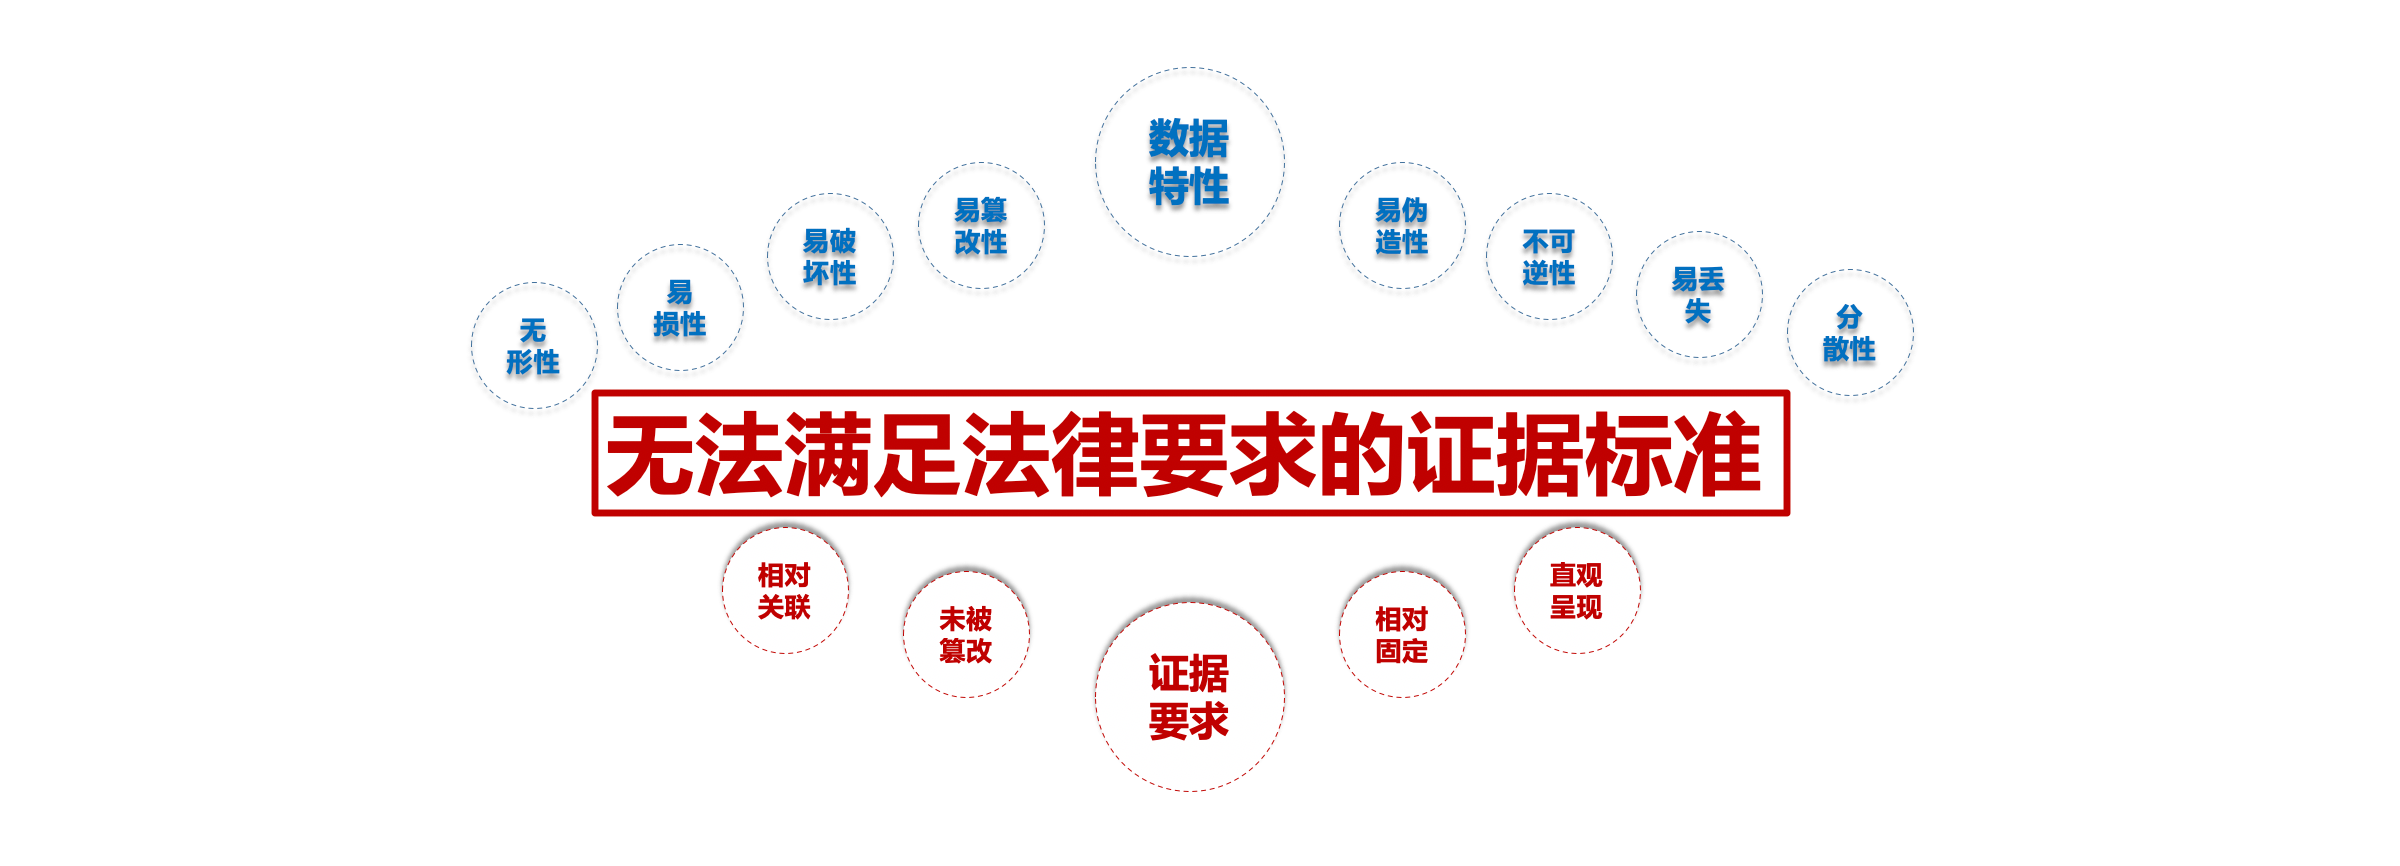 数据
特性
易篡
改性
易伪
造性
易破
坏性
不可
逆性
易
损性
易丢
失
无
形性
分
散性
无法满足法律要求的证据标准
相对
关联
直观
呈现
未被
篡改
相对
固定
证据
要求